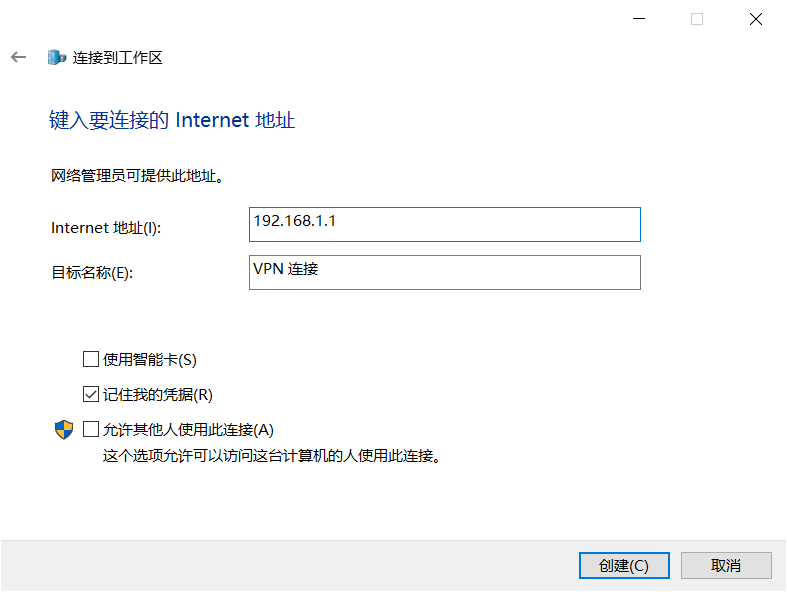 连接到工作区
键入要连接的 Internet 地址
网络管理员可提供此地址。
Internet 地址(I): 192.168.1.1
目标名称(E): VPN 连接
使用智能卡(S)
记住我的凭据(R)
允许其他人使用此连接(A)
这个选项允许可以访问这台计算机的人使用此连接。
创建(C) 取消